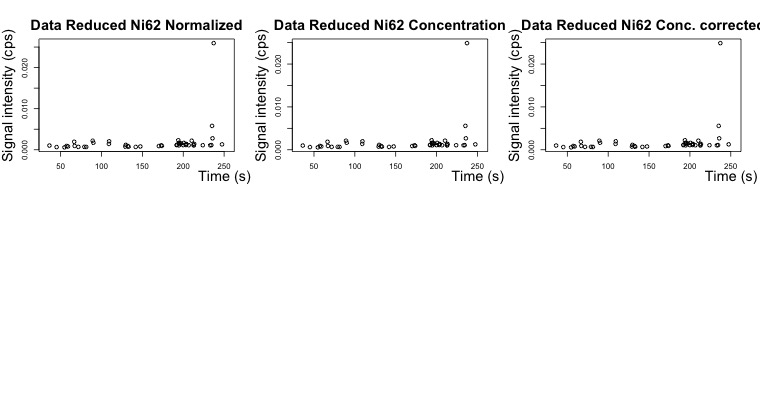 Data Reduced Ni62 Normalized
Signal intensity (cps)
0.000 0.010 0.020
50 100 150 200 250
Time (s)
Data Reduced Ni62 Concentration
Signal intensity (cps)
0.000 0.010 0.020
50 100 150 200 250
Time (s)
Data Reduced Ni62 Conc. corrected
Signal intensity (cps)
0.000 0.010 0.020
50 100 150 200 250
Time (s)